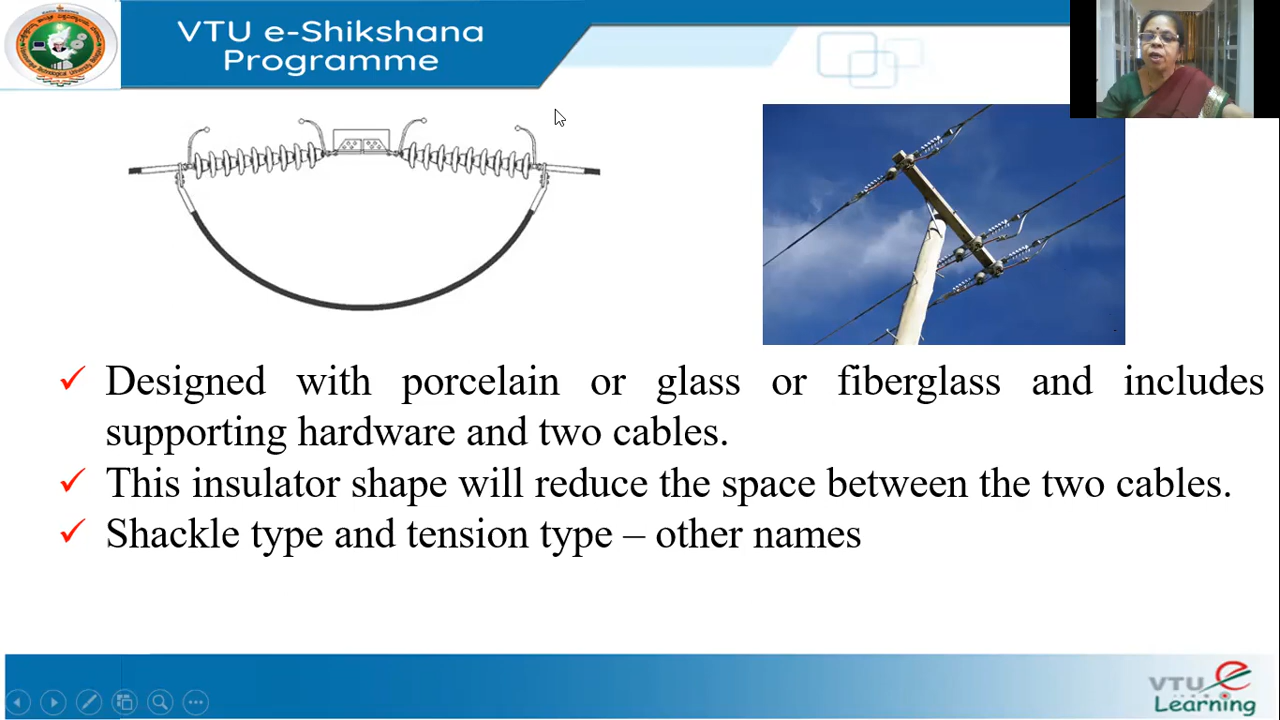 VTU e-Shikshana
Programme
✓ Designed with porcelain or glass or fiberglass and includes
supporting hardware and two cables.
✓ This insulator shape will reduce the space between the two cables.
✓ Shackle type and tension type – other names
VTU e
Learning